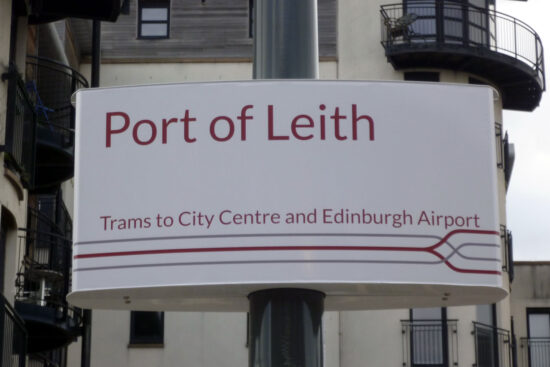 Port of Leith
Trams to City Centre and Edinburgh Airport